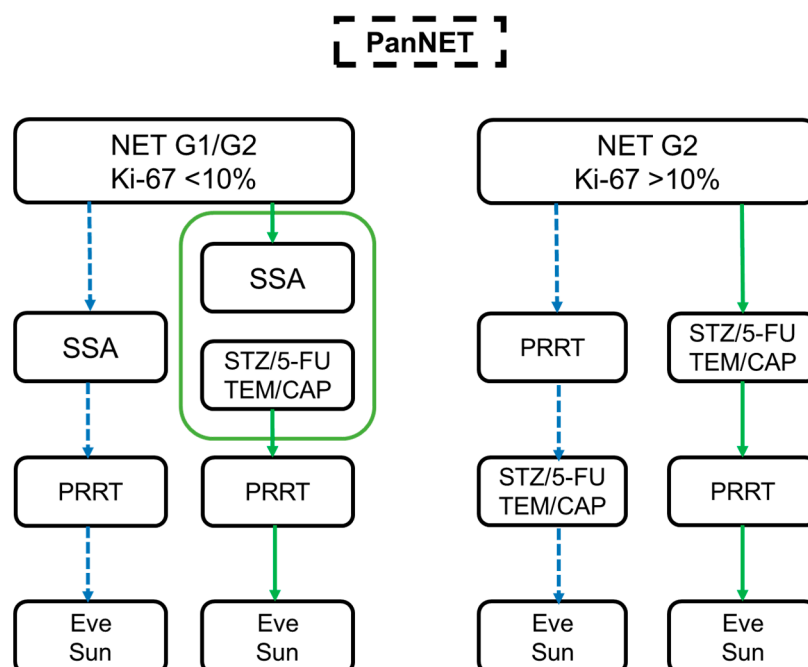 PanNET
NET G1/G2
Ki-67 <10%
NET G2
Ki-67 >10%
SSA
SSA
STZ/5-FU
TEM/CAP
PRRT
STZ/5-FU
TEM/CAP
PRRT
PRRT
STZ/5-FU
TEM/CAP
PRRT
Eve
Sun
Eve
Sun
Eve
Sun
Eve
Sun